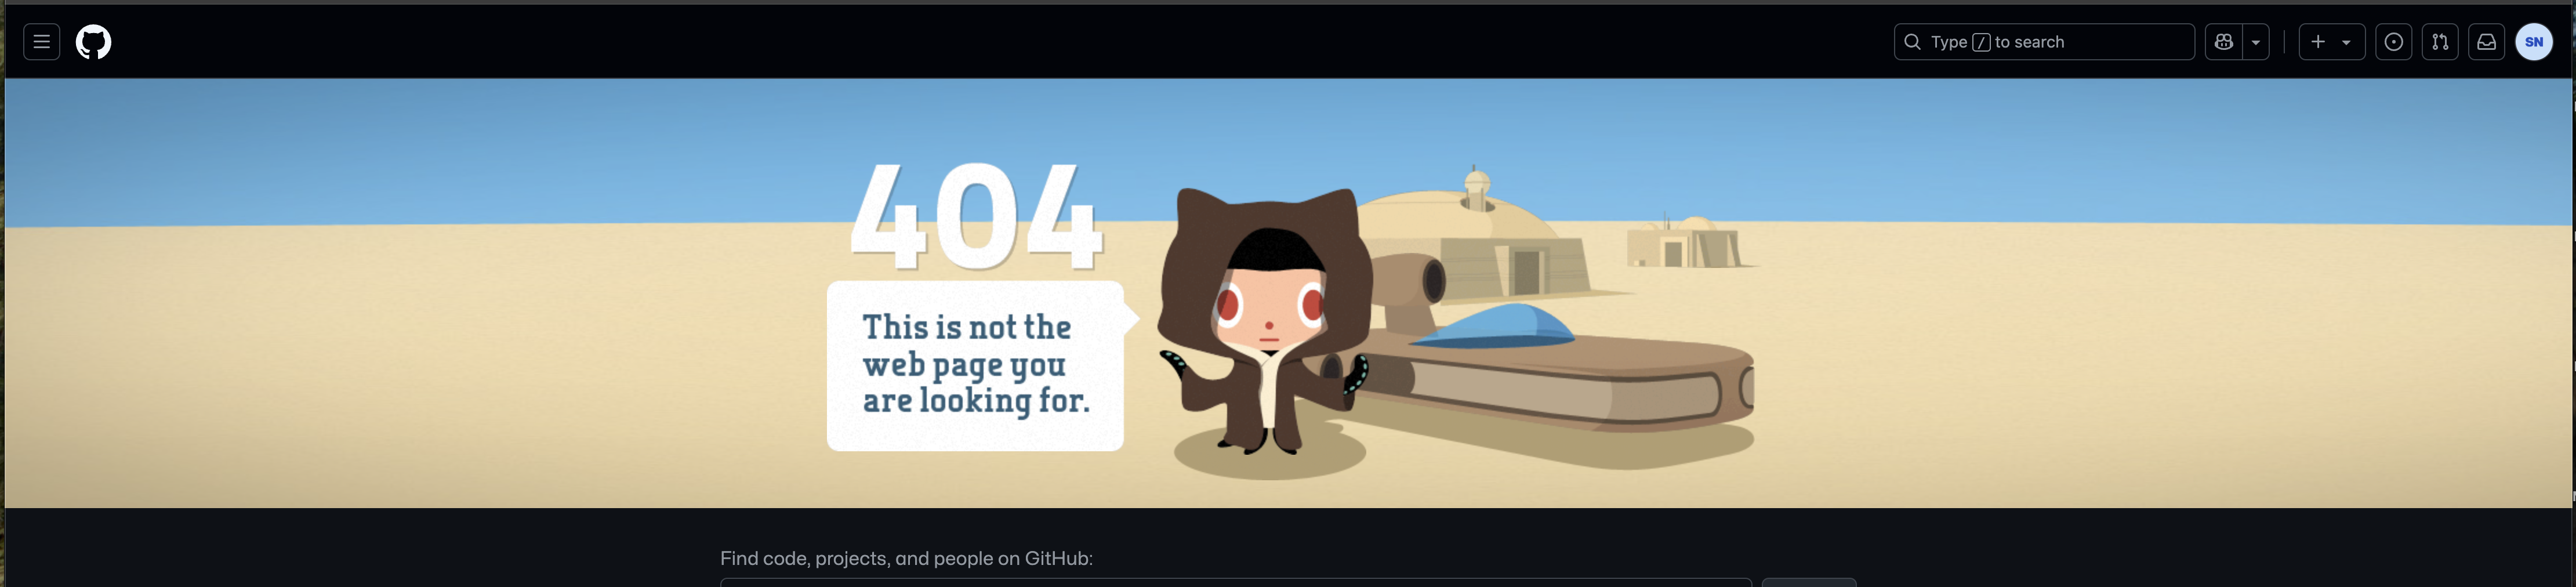 Type / to search
SN
404
This is not the
web page you
are looking for.
Find code, projects, and people on GitHub: